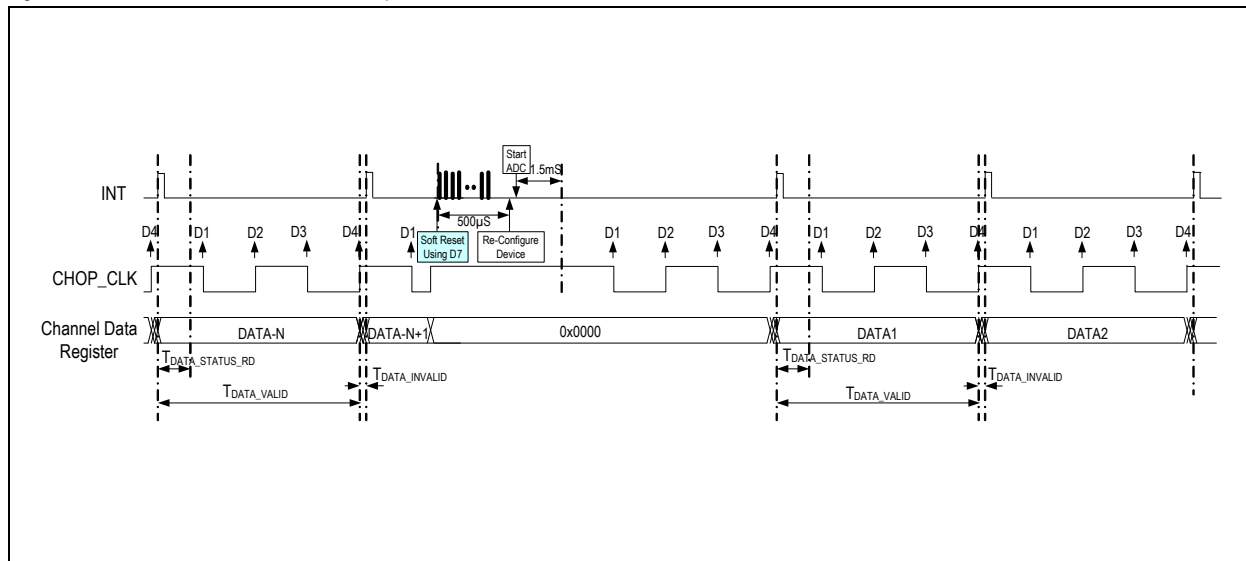 Start
ADC
1.5mS
INT
500µS
D4 D1 D2 D3 D4 D1 D1 D2 D3 D4 D1 D2 D3 D4 D1 D2 D3 D4
Soft Reset
Using D7
Re-Configure
Device
CHOP_CLK
Channel Data
Register
DATA-N DATA-N+1 0x0000 DATA1 DATA2
TDATA_STATUS_RD TDATA_STATUS_RD
TDATA_INVALID TDATA_INVALID
TDATA_VALID TDATA_VALID